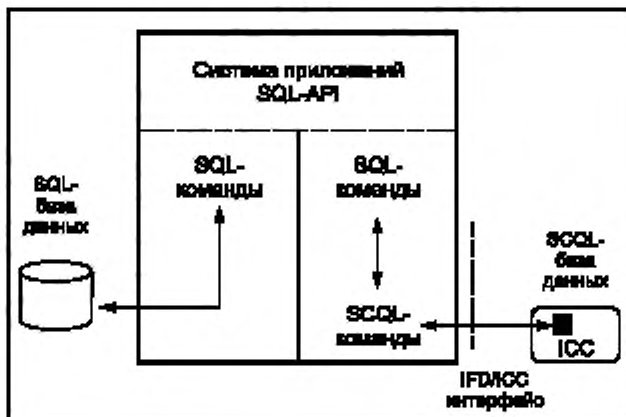 Система приложений
SQL-API
SQL-
команды
SQL-
команды
SQL-
база
данных
SCQL-
база
данных
SCQL-
команды
ICC
IFD/ICC
интерфейс